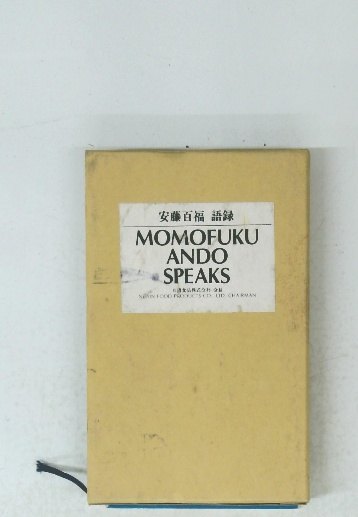 安藤百福 語録
MOMOFUKU
ANDO
SPEAKS
日清食品株式会社 会長
NISSIN FOOD PRODUCTS CO., LTD. CHAIRMAN